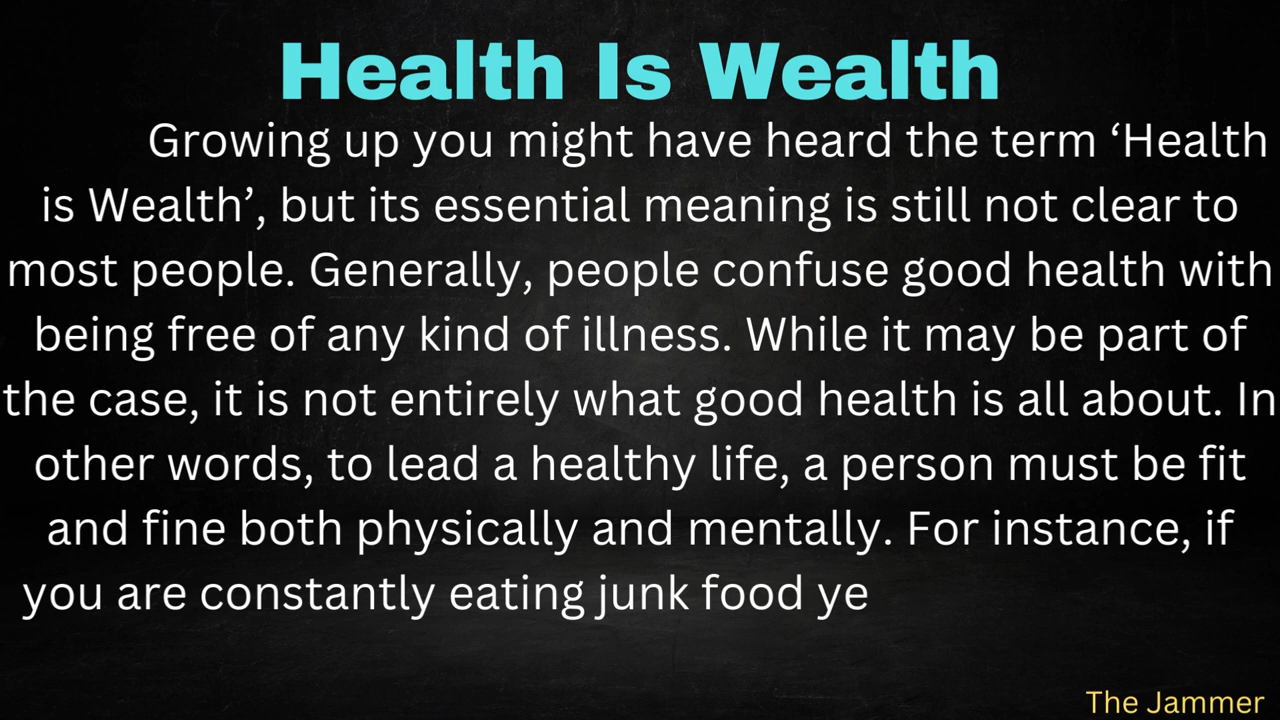 Health Is Wealth
Growing up you might have heard the term ‘Health
is Wealth’, but its essential meaning is still not clear to
most people. Generally, people confuse good health with
being free of any kind of illness. While it may be part of
the case, it is not entirely what good health is all about. In
other words, to lead a healthy life, a person must be fit
and fine both physically and mentally. For instance, if
you are constantly eating junk food ye
The Jammer